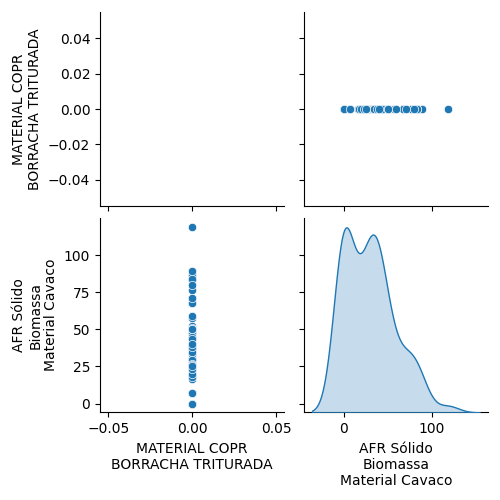 MATERIAL COPR
BORRACHA TRITURADA
0.04
0.02
0.00
−0.02
−0.04
AFR Sólido
Biomassa
Material Cavaco
100
75
50
25
0
−0.05
0.00
0.05
MATERIAL COPR
BORRACHA TRITURADA
0
100
AFR Sólido
Biomassa
Material Cavaco